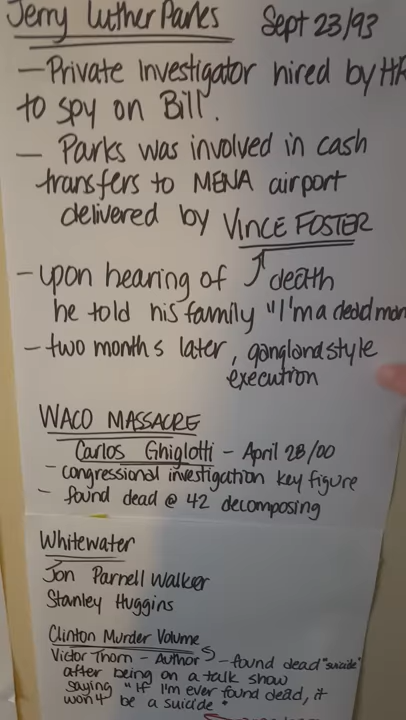 Jerry Luther Parks Sept 23/93
— Private Investigator hired by HR
to spy on Bill.
— Parks was involved in cash
transfers to MENA airport
delivered by VINCE FOSTER
- upon hearing of death
he told his family "I'm a dead man
- two months later, ganglandstyle
execution
WACO MASSACRE
Carlos Ghiglotti - April 28/00
- congressional investigation key figure
- found dead @ 42 decomposing
Whitewater
Jon Parnell Walker
Stanley Huggins
Clinton Murder Volume
Victor Thorn - Author - found dead "suicide"
after being on a talk show
saying "If I'm ever found dead, it
won't be a suicide"